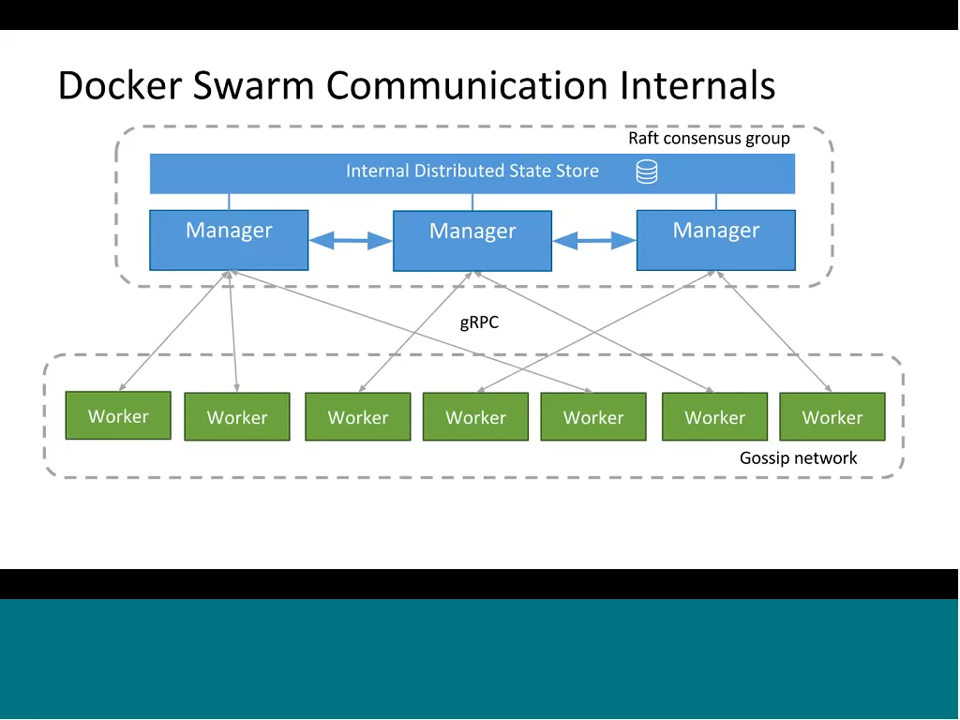 Docker Swarm Communication Internals
Raft consensus group
Internal Distributed State Store
Manager
Manager
Manager
gRPC
Worker
Worker
Worker
Worker
Worker
Worker
Worker
Gossip network